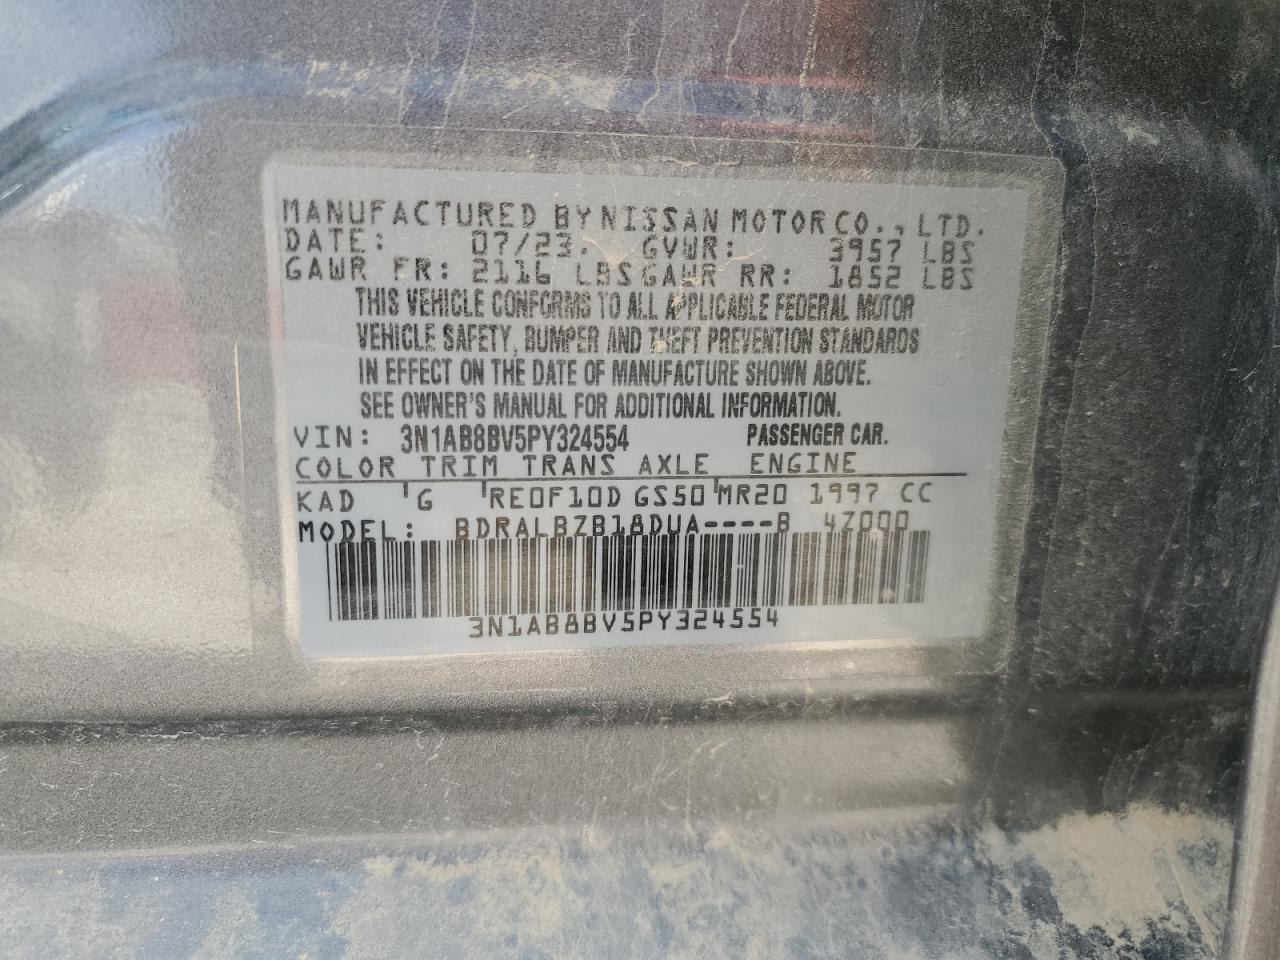 MANUFACTURED BY NISSAN MOTOR CO., LTD.
DATE: 07/23. GVWR: 3957 LBS
GAWR FR: 2116 LBS GAWR RR: 1852 LBS
THIS VEHICLE CONFORMS TO ALL APPLICABLE FEDERAL MOTOR
VEHICLE SAFETY, BUMPER AND THEFT PREVENTION STANDARDS
IN EFFECT ON THE DATE OF MANUFACTURE SHOWN ABOVE.
SEE OWNER'S MANUAL FOR ADDITIONAL INFORMATION.
VIN: 3N1AB8BV5PY324554 PASSENGER CAR.
COLOR TRIM TRANS AXLE ENGINE
KAD G RE0F10D GS50 MR20 1997 CC
MODEL: BDRALBZB18DUA----B 4Z000
3N1AB8BV5PY324554